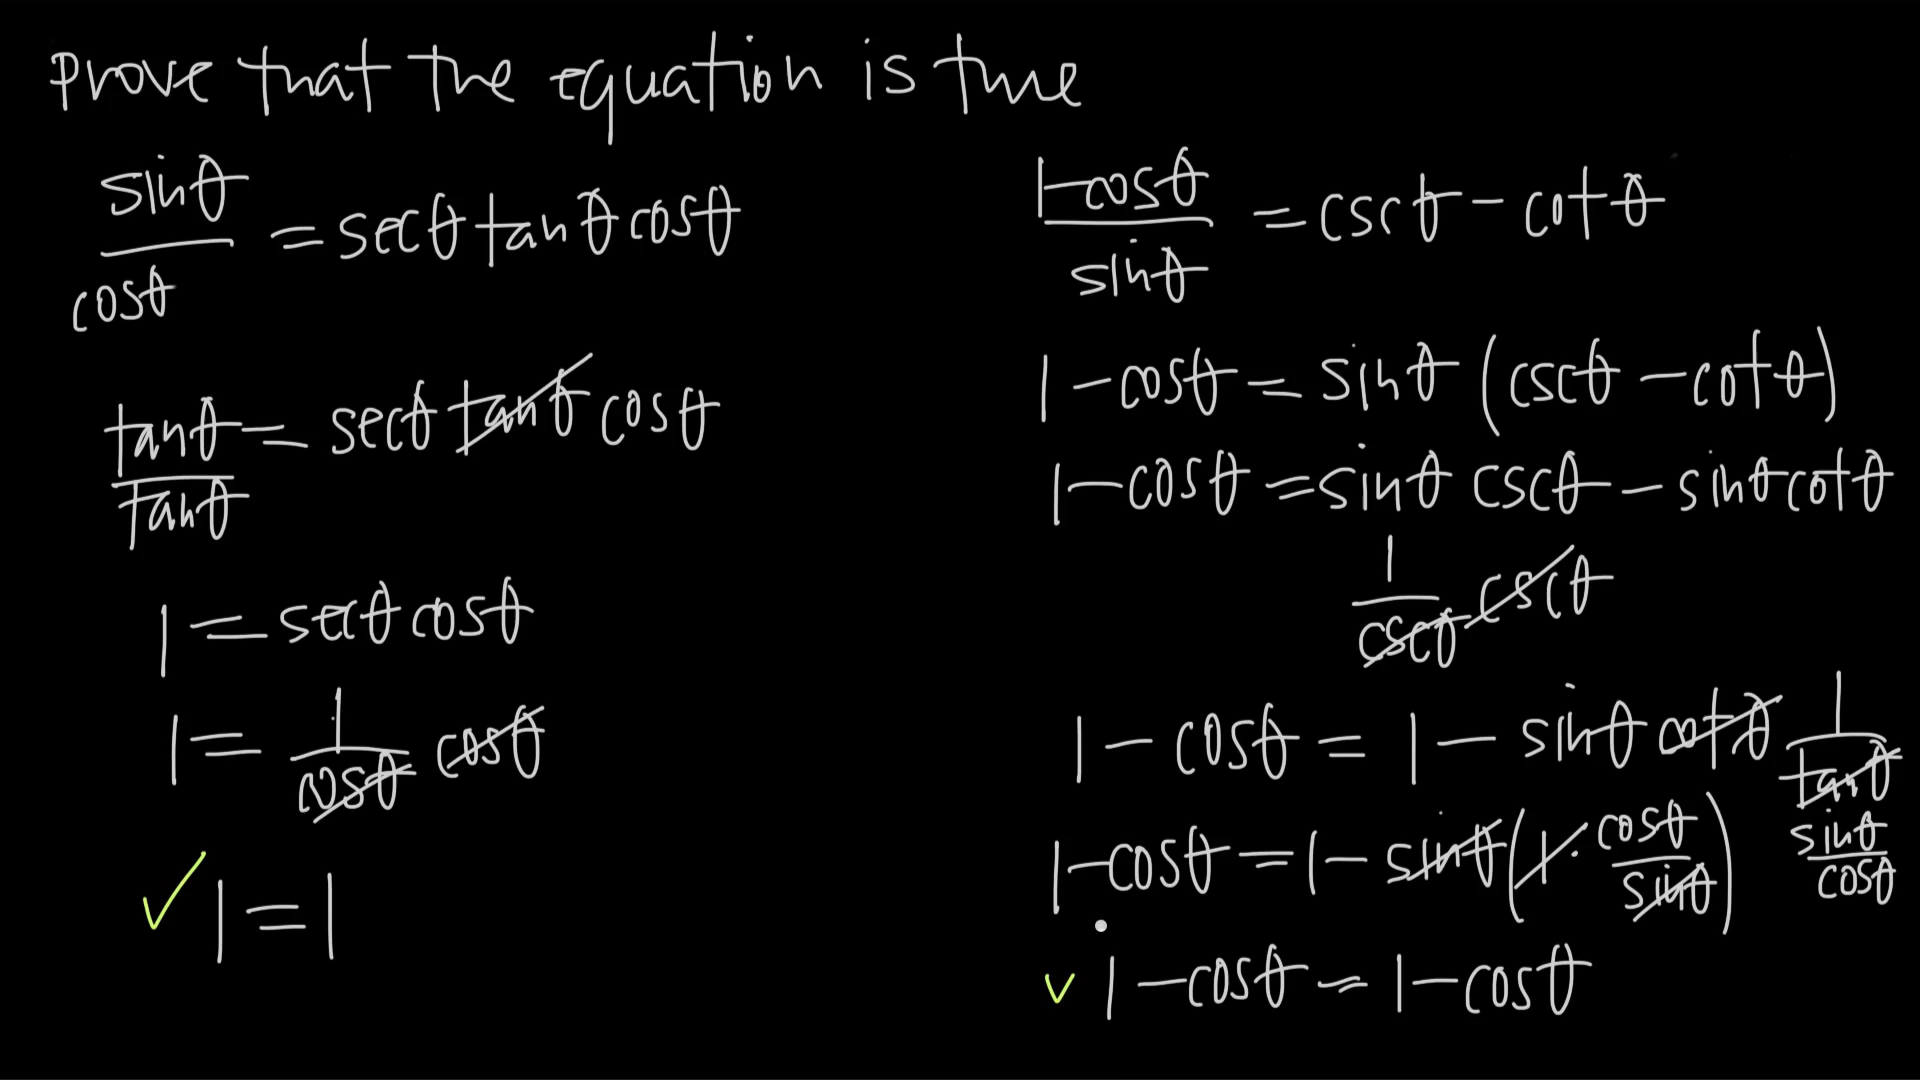 Prove that the equation is true
sinθ/cosθ = secθ tanθ cosθ
tanθ/tanθ = secθ tanθ cosθ
1 = secθ cosθ
1 = 1/cosθ cosθ
✓ 1 = 1
1-cosθ/sinθ = cscθ - cotθ
1 - cosθ = sinθ (cscθ - cotθ)
1 - cosθ = sinθ cscθ - sinθ cotθ
1/cscθ cscθ
1 - cosθ = 1 - sinθ cotθ 1/tanθ
1 - cosθ = 1 - sinθ (1 · cosθ/sinθ) sinθ/cosθ
✓ 1 - cosθ = 1 - cosθ